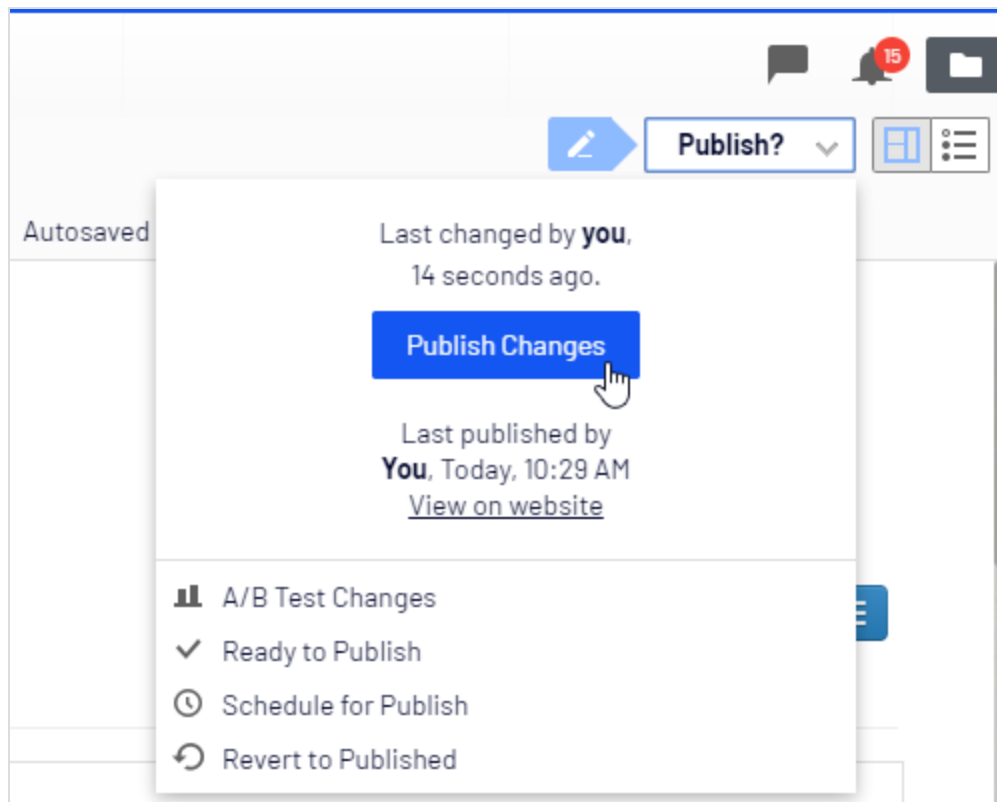 15
Publish?
Autosaved
Last changed by you,
14 seconds ago.
Publish Changes
Last published by
You, Today, 10:29 AM
View on website
A/B Test Changes
Ready to Publish
Schedule for Publish
Revert to Published